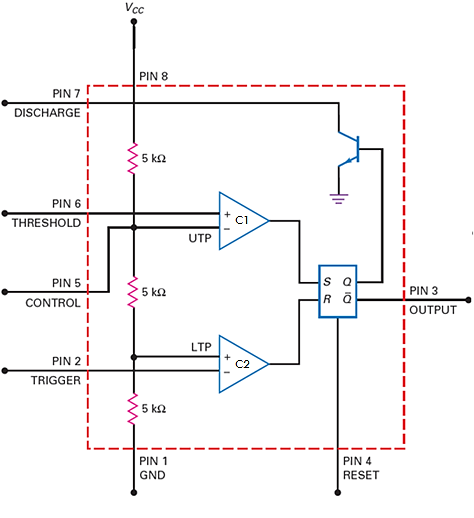 VCC
PIN 8
PIN 7
DISCHARGE
5 kΩ
PIN 6
THRESHOLD
+
C1
−
UTP
PIN 5
CONTROL
5 kΩ
S Q
R Q̅
PIN 3
OUTPUT
LTP
+
C2
−
PIN 2
TRIGGER
5 kΩ
PIN 1
GND
PIN 4
RESET